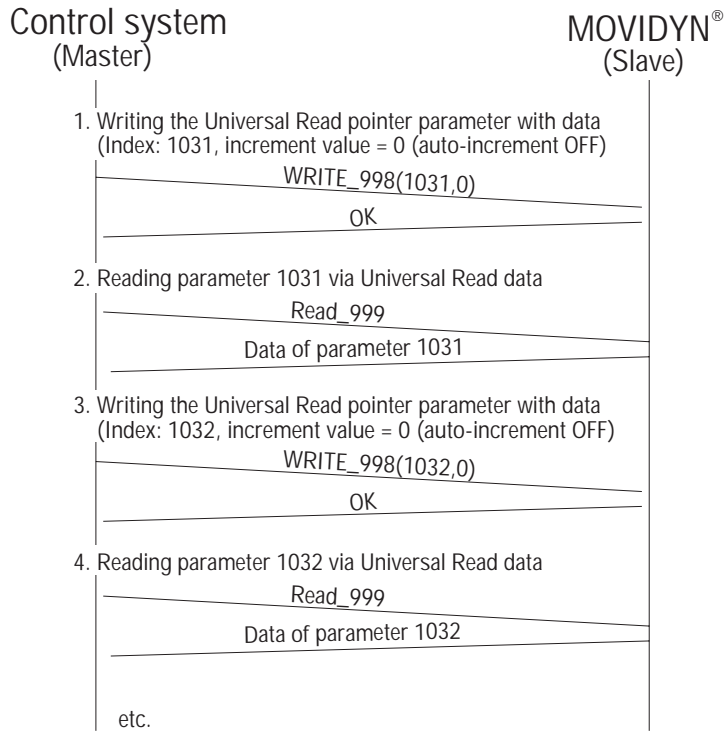 Control system
(Master)
MOVIDYN®
(Slave)
1. Writing the Universal Read pointer parameter with data
(Index: 1031, increment value = 0 (auto-increment OFF)
WRITE_998(1031,0)
OK
2. Reading parameter 1031 via Universal Read data
Read_999
Data of parameter 1031
3. Writing the Universal Read pointer parameter with data
(Index: 1032, increment value = 0 (auto-increment OFF)
WRITE_998(1032,0)
OK
4. Reading parameter 1032 via Universal Read data
Read_999
Data of parameter 1032
etc.